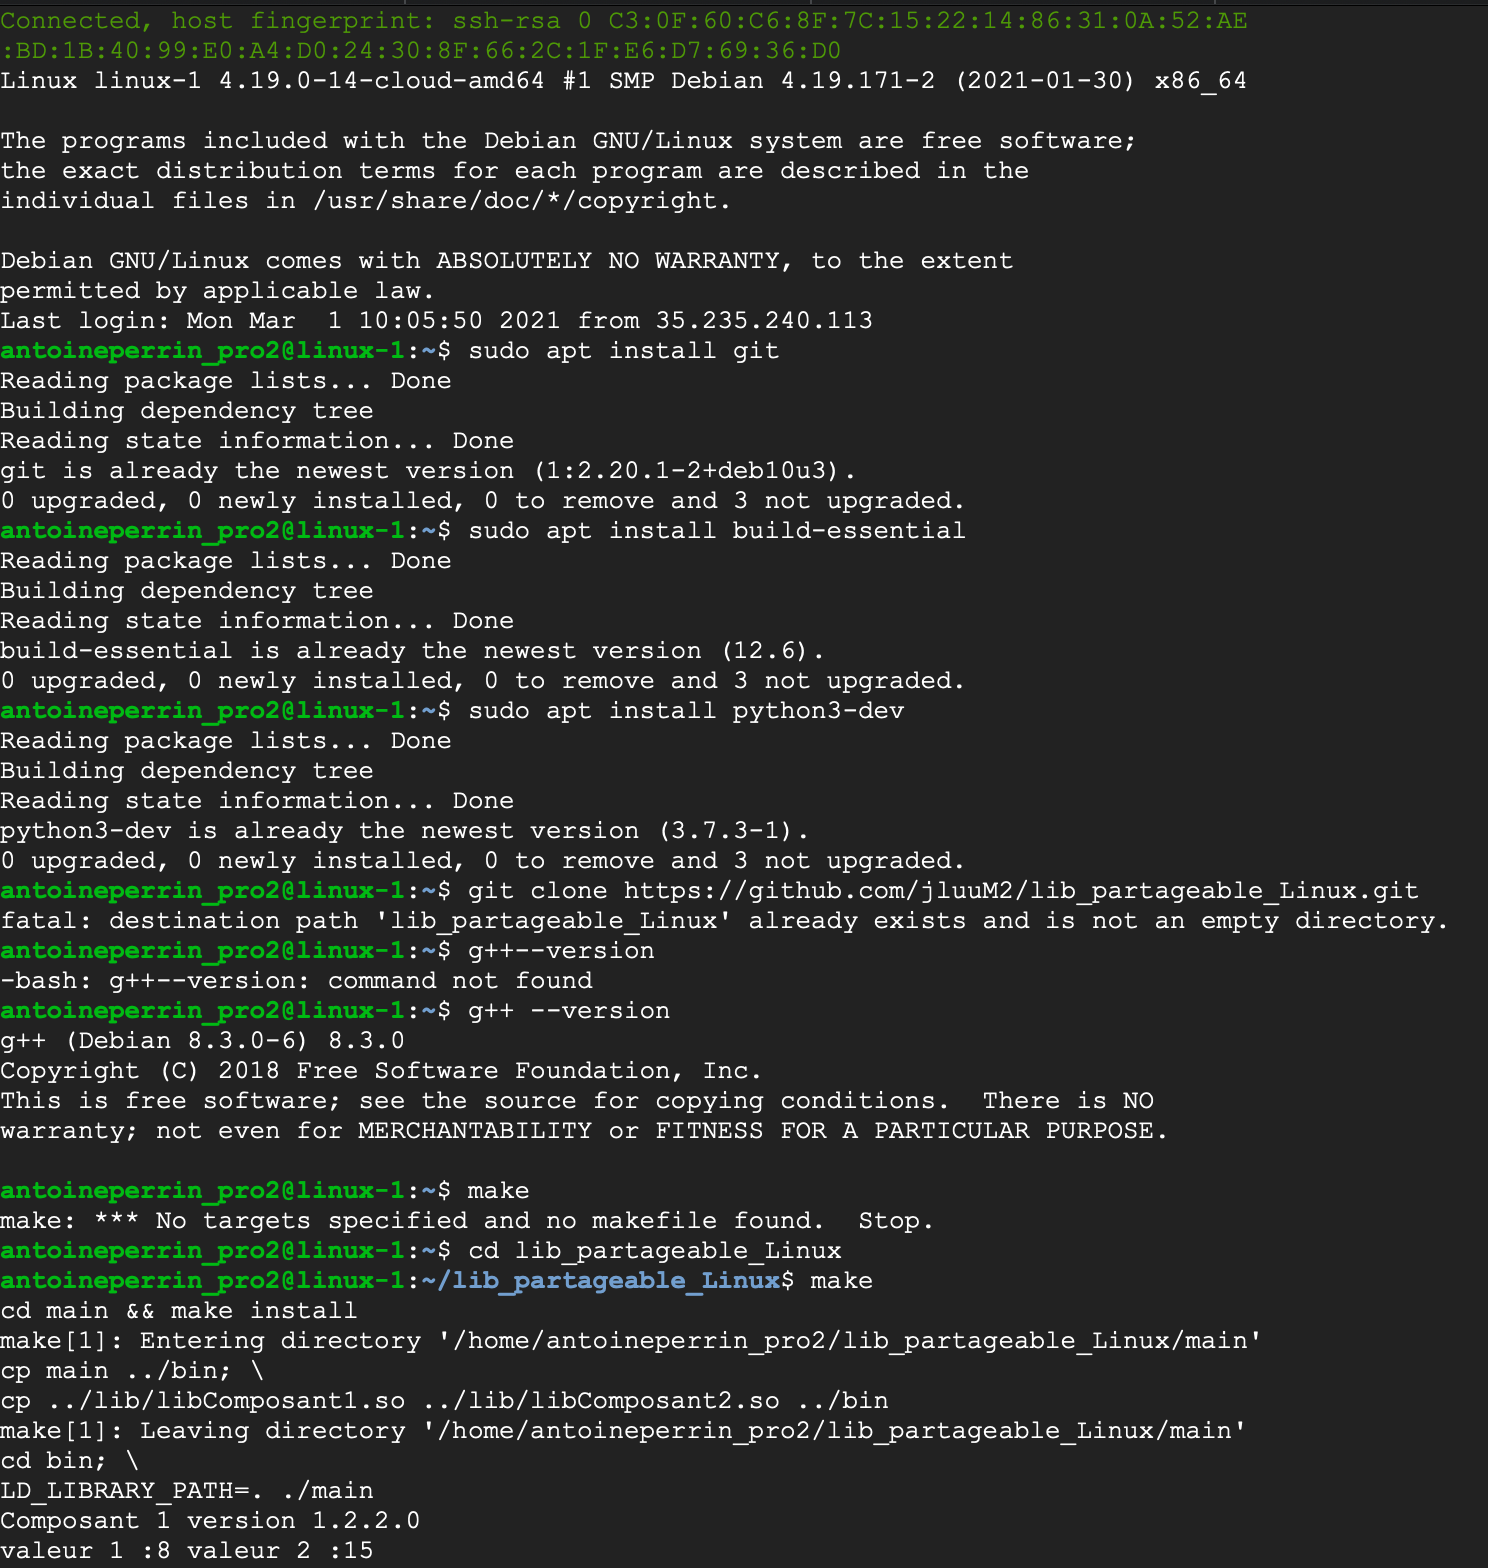 Connected, host fingerprint: ssh-rsa 0 C3:0F:60:C6:8F:7C:15:22:14:86:31:0A:52:AE
:BD:1B:40:99:E0:A4:D0:24:30:8F:66:2C:1F:E6:D7:69:36:D0
Linux linux-1 4.19.0-14-cloud-amd64 #1 SMP Debian 4.19.171-2 (2021-01-30) x86_64
The programs included with the Debian GNU/Linux system are free software;
the exact distribution terms for each program are described in the
individual files in /usr/share/doc/*/copyright.
Debian GNU/Linux comes with ABSOLUTELY NO WARRANTY, to the extent
permitted by applicable law.
Last login: Mon Mar  1 10:05:50 2021 from 35.235.240.113
antoineperrin_pro2@linux-1:~$ sudo apt install git
Reading package lists... Done
Building dependency tree
Reading state information... Done
git is already the newest version (1:2.20.1-2+deb10u3).
0 upgraded, 0 newly installed, 0 to remove and 3 not upgraded.
antoineperrin_pro2@linux-1:~$ sudo apt install build-essential
Reading package lists... Done
Building dependency tree
Reading state information... Done
build-essential is already the newest version (12.6).
0 upgraded, 0 newly installed, 0 to remove and 3 not upgraded.
antoineperrin_pro2@linux-1:~$ sudo apt install python3-dev
Reading package lists... Done
Building dependency tree
Reading state information... Done
python3-dev is already the newest version (3.7.3-1).
0 upgraded, 0 newly installed, 0 to remove and 3 not upgraded.
antoineperrin_pro2@linux-1:~$ git clone https://github.com/jluuM2/lib_partageable_Linux.git
fatal: destination path 'lib_partageable_Linux' already exists and is not an empty directory.
antoineperrin_pro2@linux-1:~$ g++--version
-bash: g++--version: command not found
antoineperrin_pro2@linux-1:~$ g++ --version
g++ (Debian 8.3.0-6) 8.3.0
Copyright (C) 2018 Free Software Foundation, Inc.
This is free software; see the source for copying conditions.  There is NO
warranty; not even for MERCHANTABILITY or FITNESS FOR A PARTICULAR PURPOSE.
antoineperrin_pro2@linux-1:~$ make
make: *** No targets specified and no makefile found.  Stop.
antoineperrin_pro2@linux-1:~$ cd lib_partageable_Linux
antoineperrin_pro2@linux-1:~/lib_partageable_Linux$ make
cd main && make install
make[1]: Entering directory '/home/antoineperrin_pro2/lib_partageable_Linux/main'
cp main ../bin; \
cp ../lib/libComposant1.so ../lib/libComposant2.so ../bin
make[1]: Leaving directory '/home/antoineperrin_pro2/lib_partageable_Linux/main'
cd bin; \
LD_LIBRARY_PATH=. ./main
Composant 1 version 1.2.2.0
valeur 1 :8 valeur 2 :15